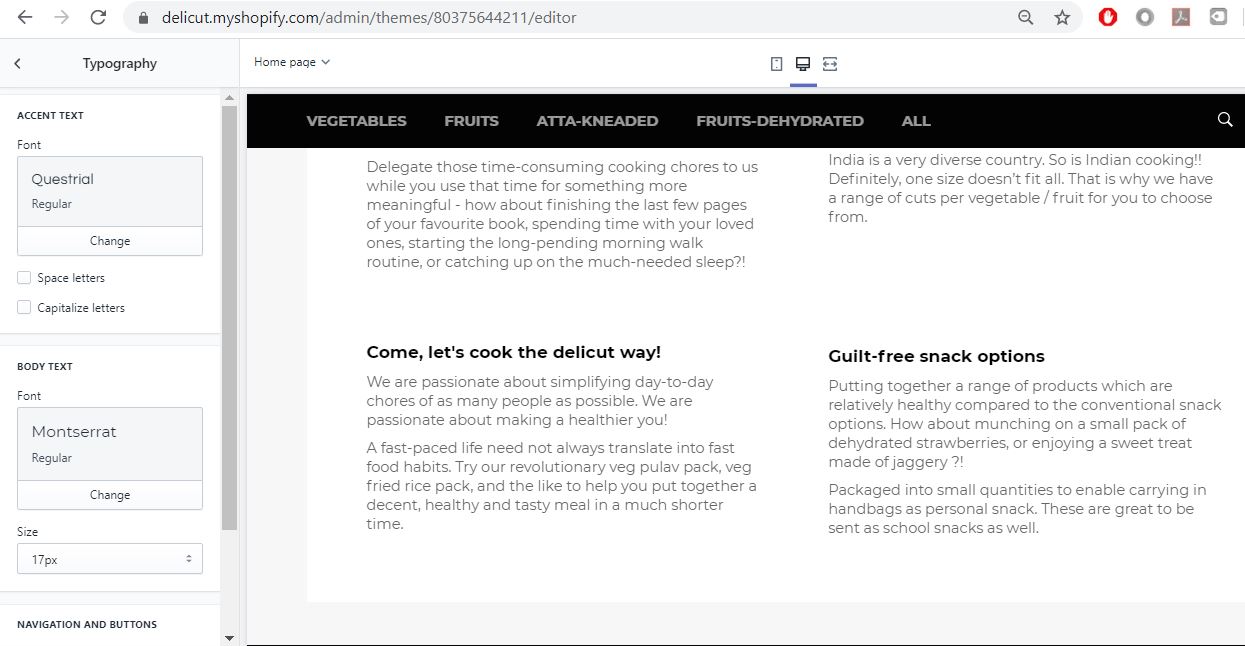 delicut.myshopify.com/admin/themes/80375644211/editor
Typography
Home page
ACCENT TEXT
Font
Questrial
Regular
Change
Space letters
Capitalize letters
BODY TEXT
Font
Montserrat
Regular
Change
Size
17px
NAVIGATION AND BUTTONS
VEGETABLES FRUITS ATTA-KNEADED FRUITS-DEHYDRATED ALL
Delegate those time-consuming cooking chores to us
while you use that time for something more
meaningful - how about finishing the last few pages
of your favourite book, spending time with your loved
ones, starting the long-pending morning walk
routine, or catching up on the much-needed sleep?!
India is a very diverse country. So is Indian cooking!!
Definitely, one size doesn't fit all. That is why we have
a range of cuts per vegetable / fruit for you to choose
from.
Come, let's cook the delicut way!
We are passionate about simplifying day-to-day
chores of as many people as possible. We are
passionate about making a healthier you!
A fast-paced life need not always translate into fast
food habits. Try our revolutionary veg pulav pack, veg
fried rice pack, and the like to help you put together a
decent, healthy and tasty meal in a much shorter
time.
Guilt-free snack options
Putting together a range of products which are
relatively healthy compared to the conventional snack
options. How about munching on a small pack of
dehydrated strawberries, or enjoying a sweet treat
made of jaggery ?!
Packaged into small quantities to enable carrying in
handbags as personal snack. These are great to be
sent as school snacks as well.